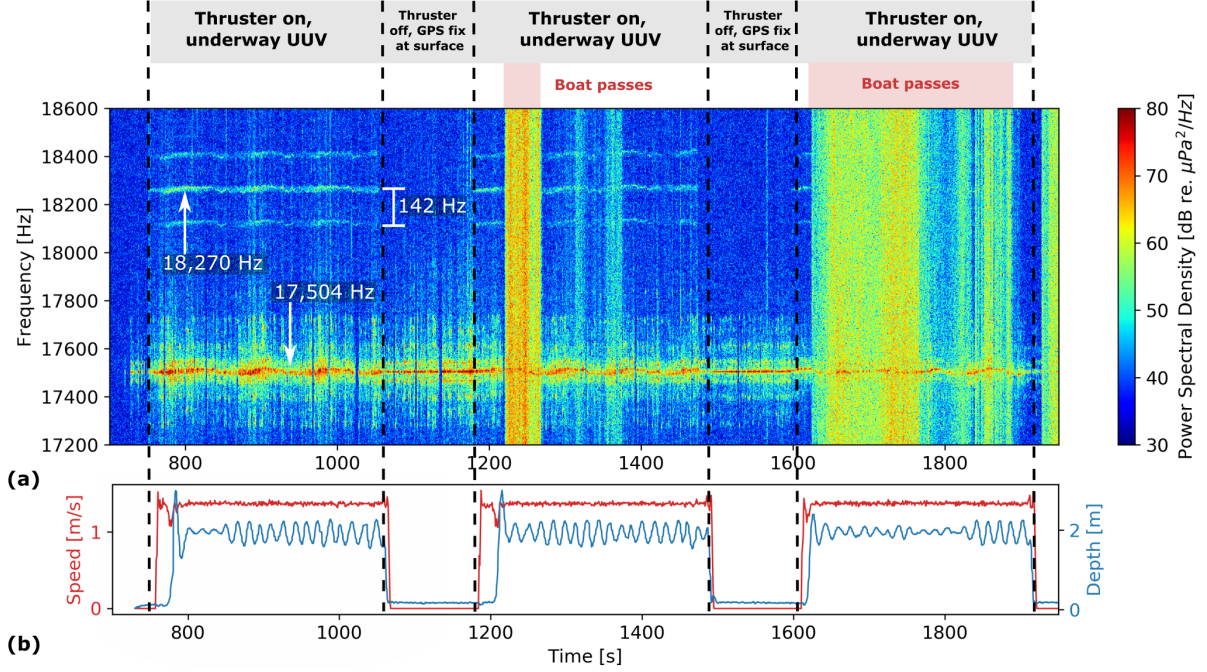 Thruster on,
underway UUV
Thruster
off, GPS fix
at surface
Thruster on,
underway UUV
Thruster
off, GPS fix
at surface
Thruster on,
underway UUV
Boat passes
Boat passes
18600
18400
18200
18000
17800
17600
17400
17200
Frequency [Hz]
142 Hz
18,270 Hz
17,504 Hz
800
1000
1200
1400
1600
1800
80
70
60
50
40
30
Power Spectral Density [dB re. μPa²/Hz]
(a)
1
0
Speed [m/s]
2
0
Depth [m]
800
1000
1200
1400
1600
1800
(b)
Time [s]